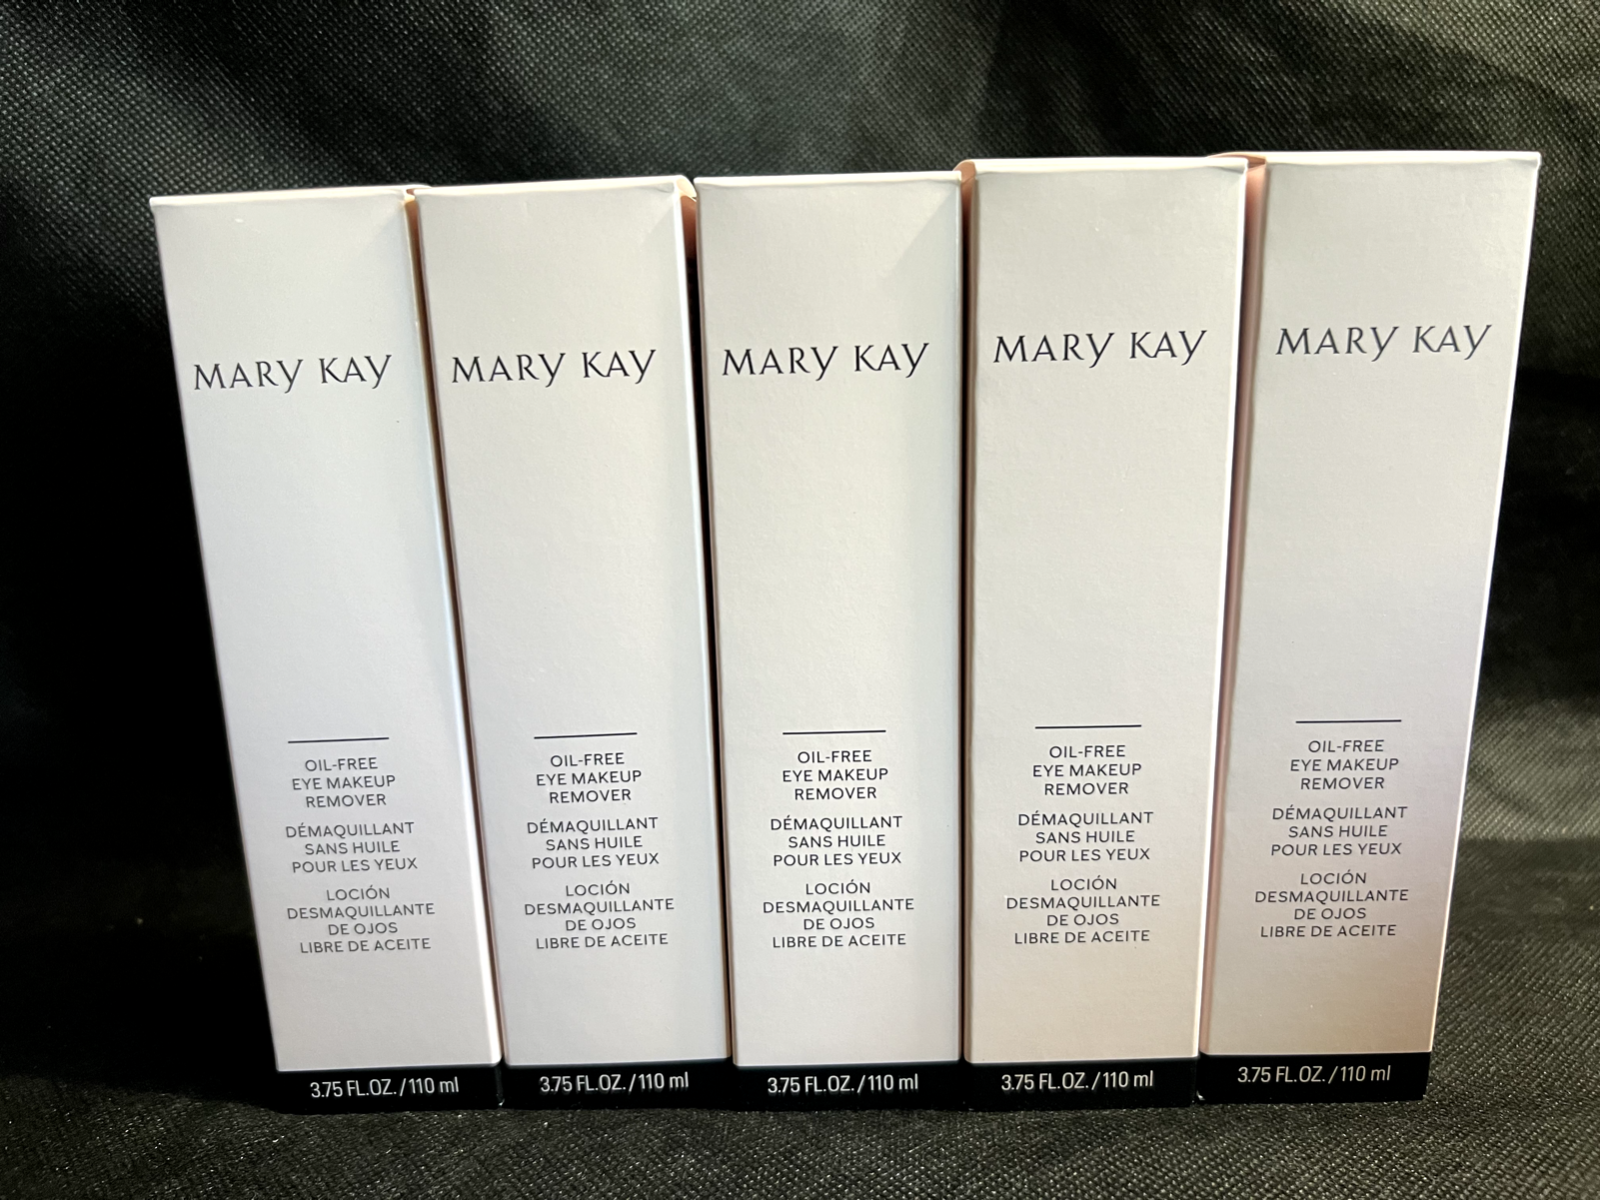 MARY KAY
OIL-FREE
EYE MAKEUP
REMOVER
DÉMAQUILLANT
SANS HUILE
POUR LES YEUX
LOCIÓN
DESMAQUILLANTE
DE OJOS
LIBRE DE ACEITE
3.75 FL.OZ./110 ml
MARY KAY
OIL-FREE
EYE MAKEUP
REMOVER
DÉMAQUILLANT
SANS HUILE
POUR LES YEUX
LOCIÓN
DESMAQUILLANTE
DE OJOS
LIBRE DE ACEITE
3.75 FL.OZ./110 ml
MARY KAY
OIL-FREE
EYE MAKEUP
REMOVER
DÉMAQUILLANT
SANS HUILE
POUR LES YEUX
LOCIÓN
DESMAQUILLANTE
DE OJOS
LIBRE DE ACEITE
3.75 FL.OZ./110 ml
MARY KAY
OIL-FREE
EYE MAKEUP
REMOVER
DÉMAQUILLANT
SANS HUILE
POUR LES YEUX
LOCIÓN
DESMAQUILLANTE
DE OJOS
LIBRE DE ACEITE
3.75 FL.OZ./110 ml
MARY KAY
OIL-FREE
EYE MAKEUP
REMOVER
DÉMAQUILLANT
SANS HUILE
POUR LES YEUX
LOCIÓN
DESMAQUILLANTE
DE OJOS
LIBRE DE ACEITE
3.75 FL.OZ./110 ml